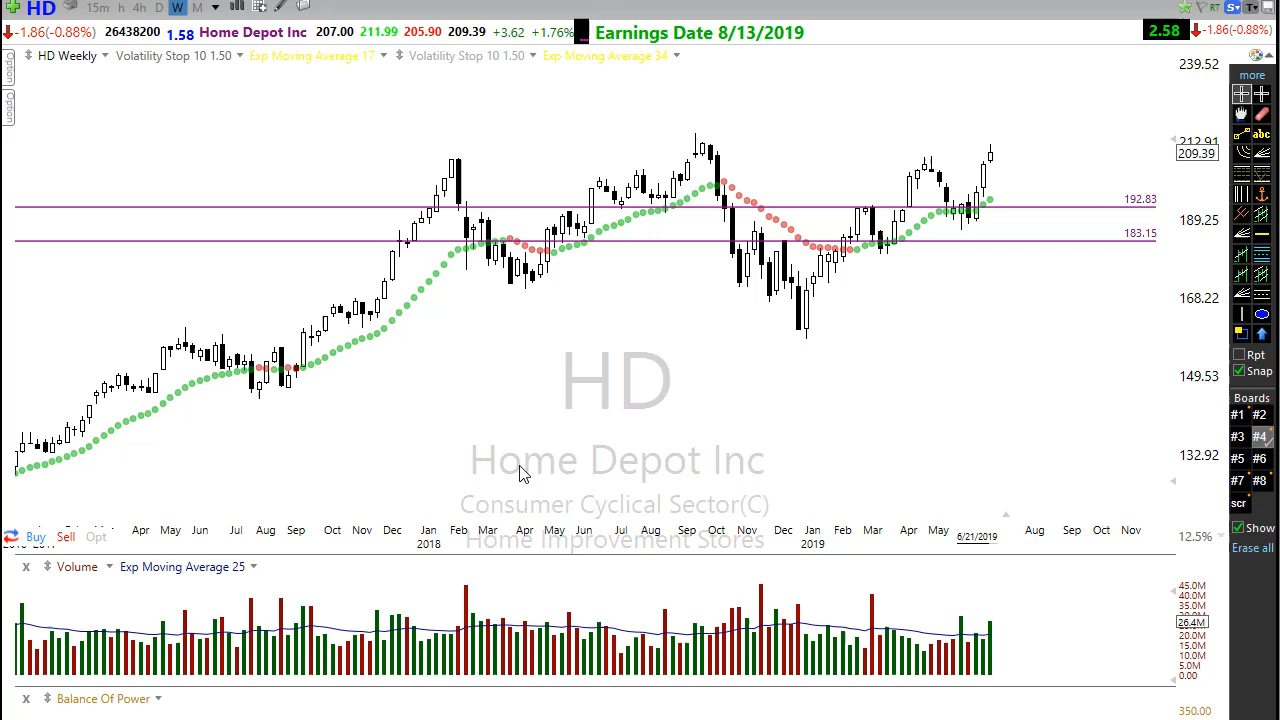 HD 15m h 4h D W M RT S T
-1.86(-0.88%) 26438200 1.58 Home Depot Inc 207.00 211.99 205.90 209.39 +3.62 +1.76% Earnings Date 8/13/2019 2.58 -1.86(-0.88%)
HD Weekly Volatility Stop 10 1.50 Exp Moving Average 17 Volatility Stop 10 1.50 Exp Moving Average 34
Option
Option
239.52
212.91
209.39
192.83
189.25
183.15
168.22
149.53
132.92
12.5%
HD
Home Depot Inc
Consumer Cyclical Sector(C)
Home Improvement Stores
Apr May Jun Jul Aug Sep Oct Nov Dec Jan Feb Mar Apr May Jun Jul Aug Sep Oct Nov Dec Jan Feb Mar Apr May 6/21/2019 Aug Sep Oct Nov
2018 2019
Buy Sell Opt
x Volume Exp Moving Average 25
45.0M
40.0M
35.0M
26.4M
20.0M
15.0M
10.0M
5.0M
0.00
x Balance Of Power
350.00
more
abc
Rpt
Snap
Boards
#1 #2
#3 #4
#5 #6
#7 #8
scr
Show
Erase all